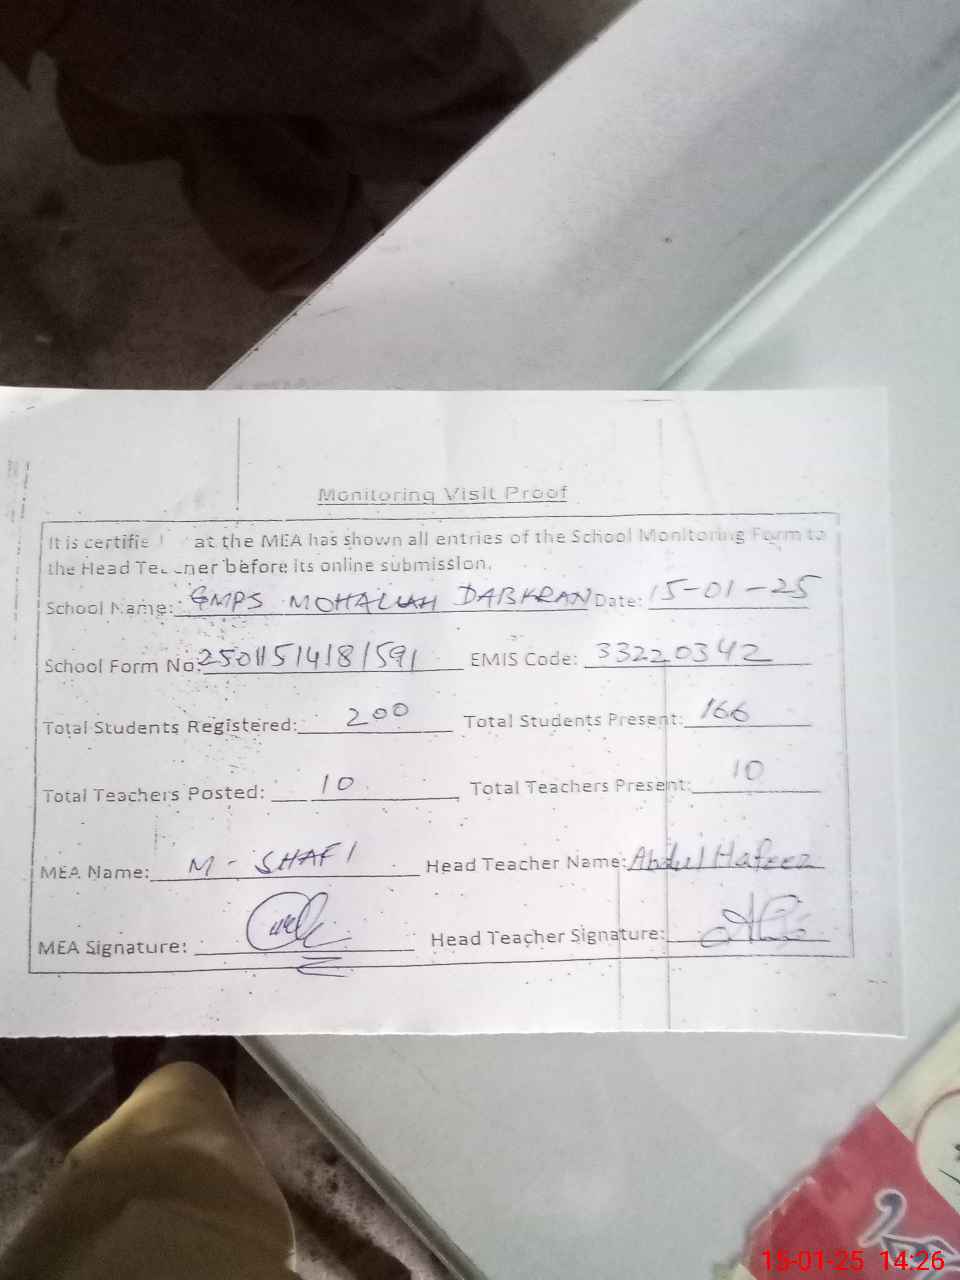 Monitoring Visit Proof
It is certifie at the MEA has shown all entries of the School Monitoring Form to
the Head Teacher before its online submission.
School Name: GMPS MOHALLAH DABKRAN Date: 15-01-25
School Form No: 25011514181591 EMIS Code: 33220342
Total Students Registered: 200 Total Students Present: 166
Total Teachers Posted: 10 Total Teachers Present: 10
MEA Name: M - SHAFI Head Teacher Name: Abdul Hafeez
MEA Signature: Head Teacher Signature:
15-01-25 14:26